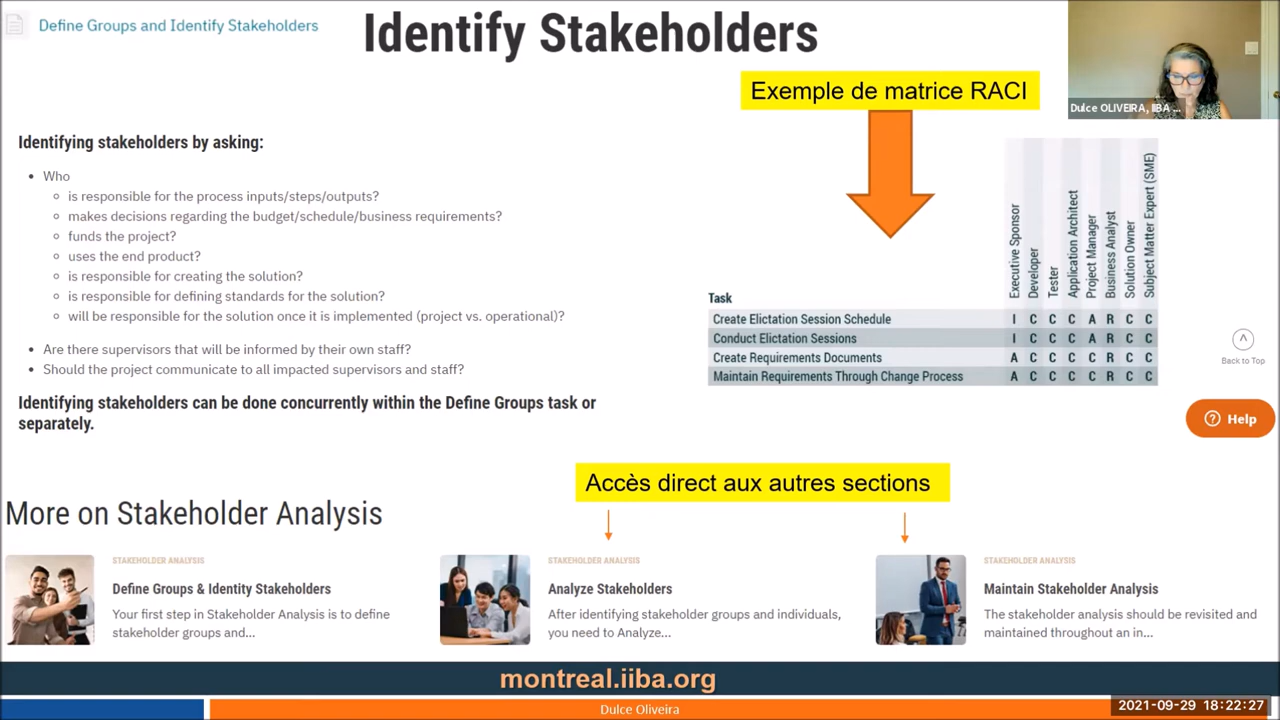 Define Groups and Identify Stakeholders
Identify Stakeholders
Exemple de matrice RACI
Dulce OLIVEIRA, IIBA ...
Identifying stakeholders by asking:
Who
is responsible for the process inputs/steps/outputs?
makes decisions regarding the budget/schedule/business requirements?
funds the project?
uses the end product?
is responsible for creating the solution?
is responsible for defining standards for the solution?
will be responsible for the solution once it is implemented (project vs. operational)?
Are there supervisors that will be informed by their own staff?
Should the project communicate to all impacted supervisors and staff?
Identifying stakeholders can be done concurrently within the Define Groups task or
separately.
Task
Executive Sponsor
Developer
Tester
Application Architect
Project Manager
Business Analyst
Solution Owner
Subject Matter Expert (SME)
Create Elictation Session Schedule I C C C A R C C
Conduct Elictation Sessions I C C C A R C C
Create Requirements Documents A C C C C R C C
Maintain Requirements Through Change Process A C C C C R C C
Back to Top
Help
Accès direct aux autres sections
More on Stakeholder Analysis
STAKEHOLDER ANALYSIS
Define Groups & Identity Stakeholders
Your first step in Stakeholder Analysis is to define
stakeholder groups and...
STAKEHOLDER ANALYSIS
Analyze Stakeholders
After identifying stakeholder groups and individuals,
you need to Analyze...
STAKEHOLDER ANALYSIS
Maintain Stakeholder Analysis
The stakeholder analysis should be revisited and
maintained throughout an in...
montreal.iiba.org
Dulce Oliveira
2021-09-29 18:22:27